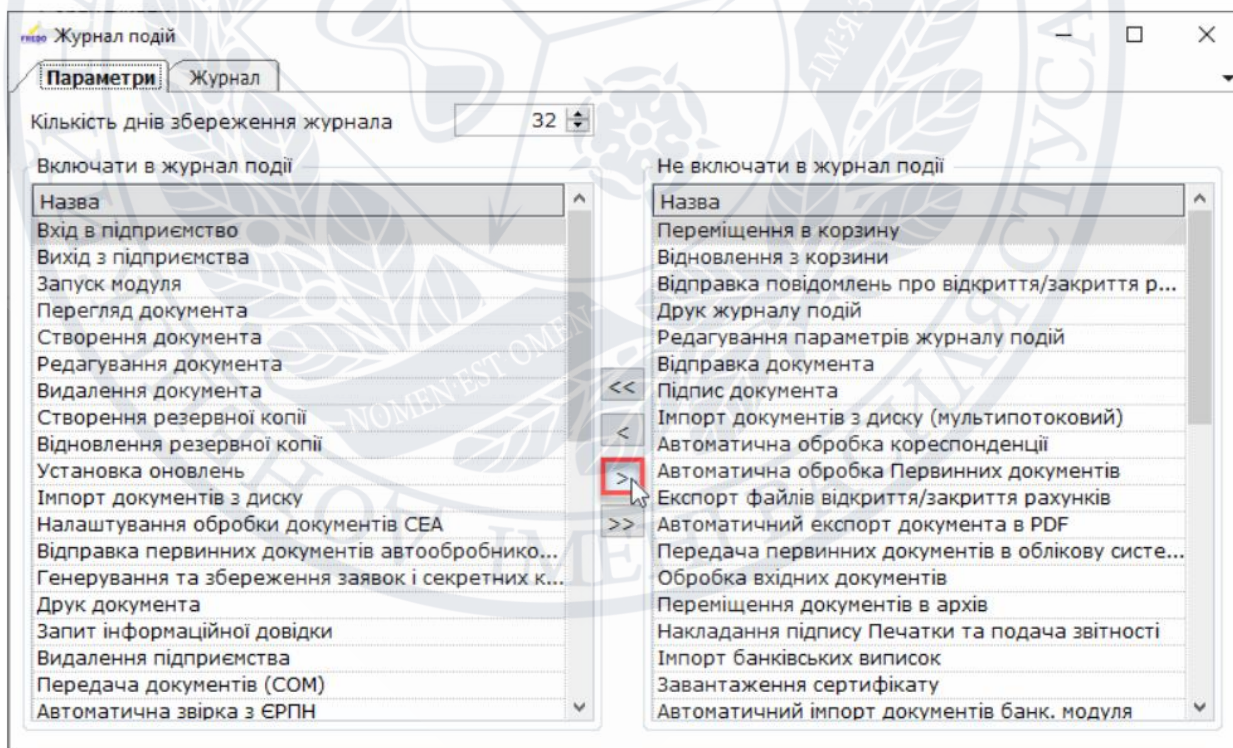 FREDO Журнал подій
Параметри Журнал
Кількість днів збереження журнала 32
Включати в журнал події
Назва
Вхід в підприємство
Вихід з підприємства
Запуск модуля
Перегляд документа
Створення документа
Редагування документа
Видалення документа
Створення резервної копії
Відновлення резервної копії
Установка оновлень
Імпорт документів з диску
Налаштування обробки документів СЕА
Відправка первинних документів автообробнико...
Генерування та збереження заявок і секретних к...
Друк документа
Запит інформаційної довідки
Видалення підприємства
Передача документів (COM)
Автоматична звірка з ЄРПН
<<
<
>
>>
Не включати в журнал події
Назва
Переміщення в корзину
Відновлення з корзини
Відправка повідомлень про відкриття/закриття р...
Друк журналу подій
Редагування параметрів журналу подій
Відправка документа
Підпис документа
Імпорт документів з диску (мультипотоковий)
Автоматична обробка кореспонденції
Автоматична обробка Первинних документів
Експорт файлів відкриття/закриття рахунків
Автоматичний експорт документа в PDF
Передача первинних документів в облікову систе...
Обробка вхідних документів
Переміщення документів в архів
Накладання підпису Печатки та подача звітності
Імпорт банківських виписок
Завантаження сертифікату
Автоматичний імпорт документів банк. модуля
NOMEN·EST OMEN